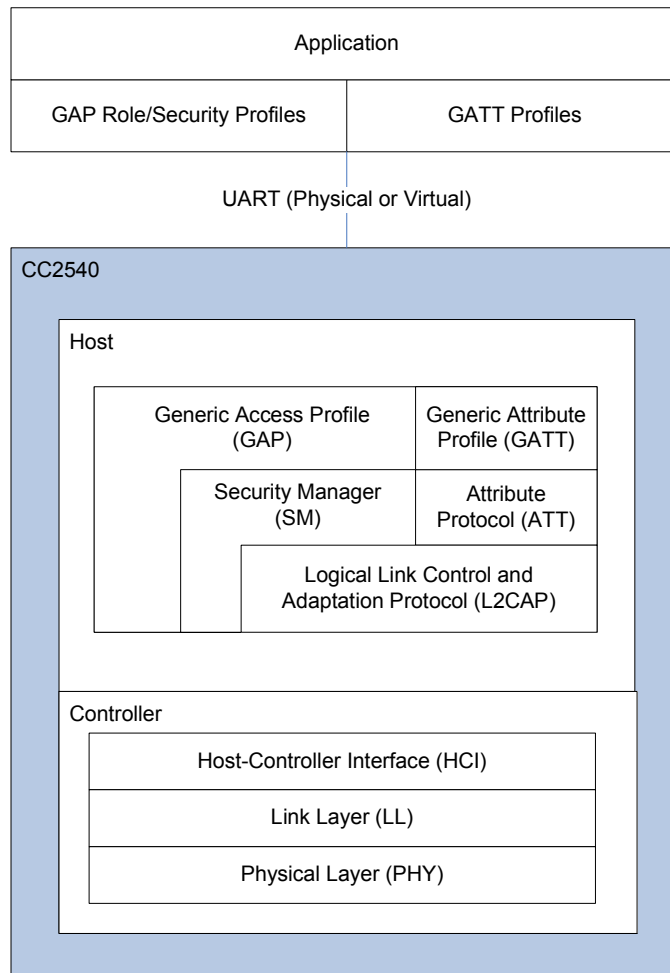 Application
GAP Role/Security Profiles
GATT Profiles
UART (Physical or Virtual)
CC2540
Host
Generic Access Profile
(GAP)
Generic Attribute
Profile (GATT)
Security Manager
(SM)
Attribute
Protocol (ATT)
Logical Link Control and
Adaptation Protocol (L2CAP)
Controller
Host-Controller Interface (HCI)
Link Layer (LL)
Physical Layer (PHY)